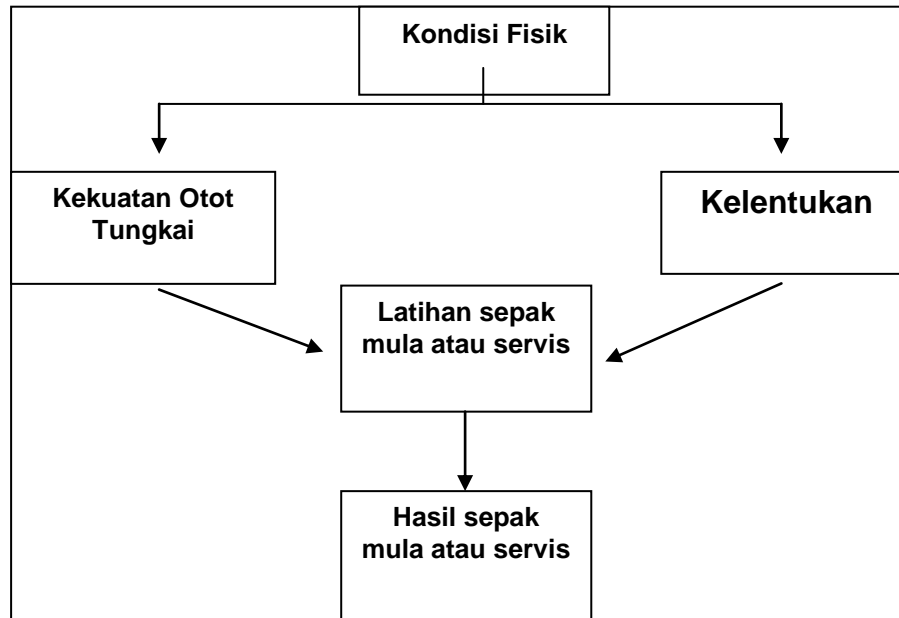 Kondisi Fisik
Kekuatan Otot
Tungkai
Kelentukan
Latihan sepak
mula atau servis
Hasil sepak
mula atau servis